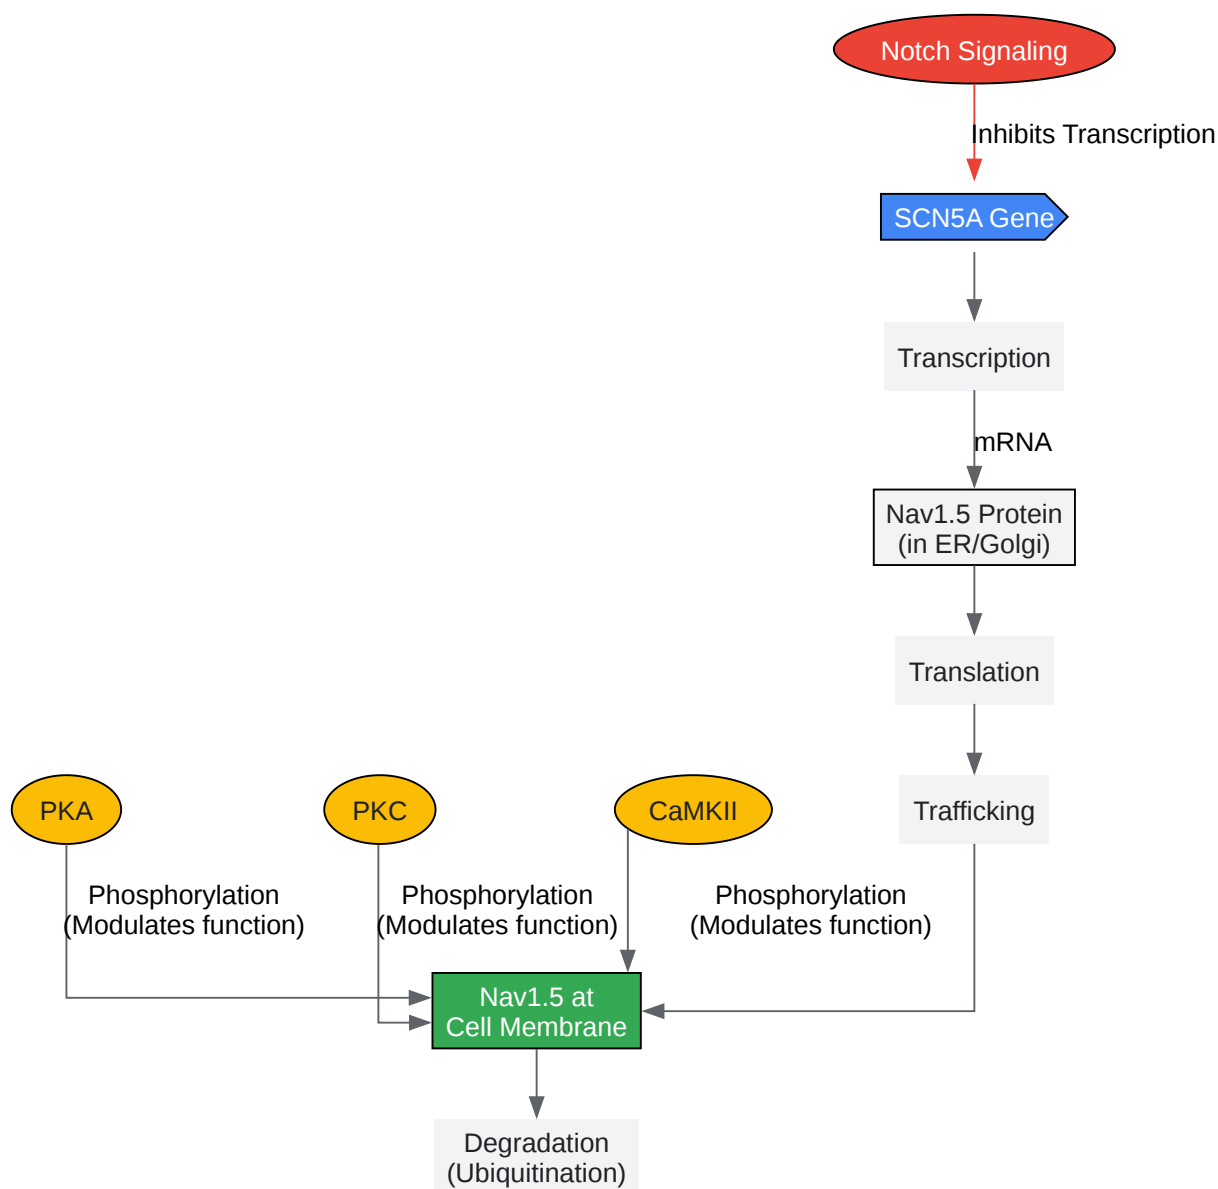 Notch Signaling
Inhibits Transcription
SCN5A Gene
Transcription
mRNA
Nav1.5 Protein
(in ER/Golgi)
Translation
PKA
PKC
CaMKII
Trafficking
Phosphorylation
(Modulates function)
Phosphorylation
(Modulates function)
Phosphorylation
(Modulates function)
Nav1.5 at
Cell Membrane
Degradation
(Ubiquitination)